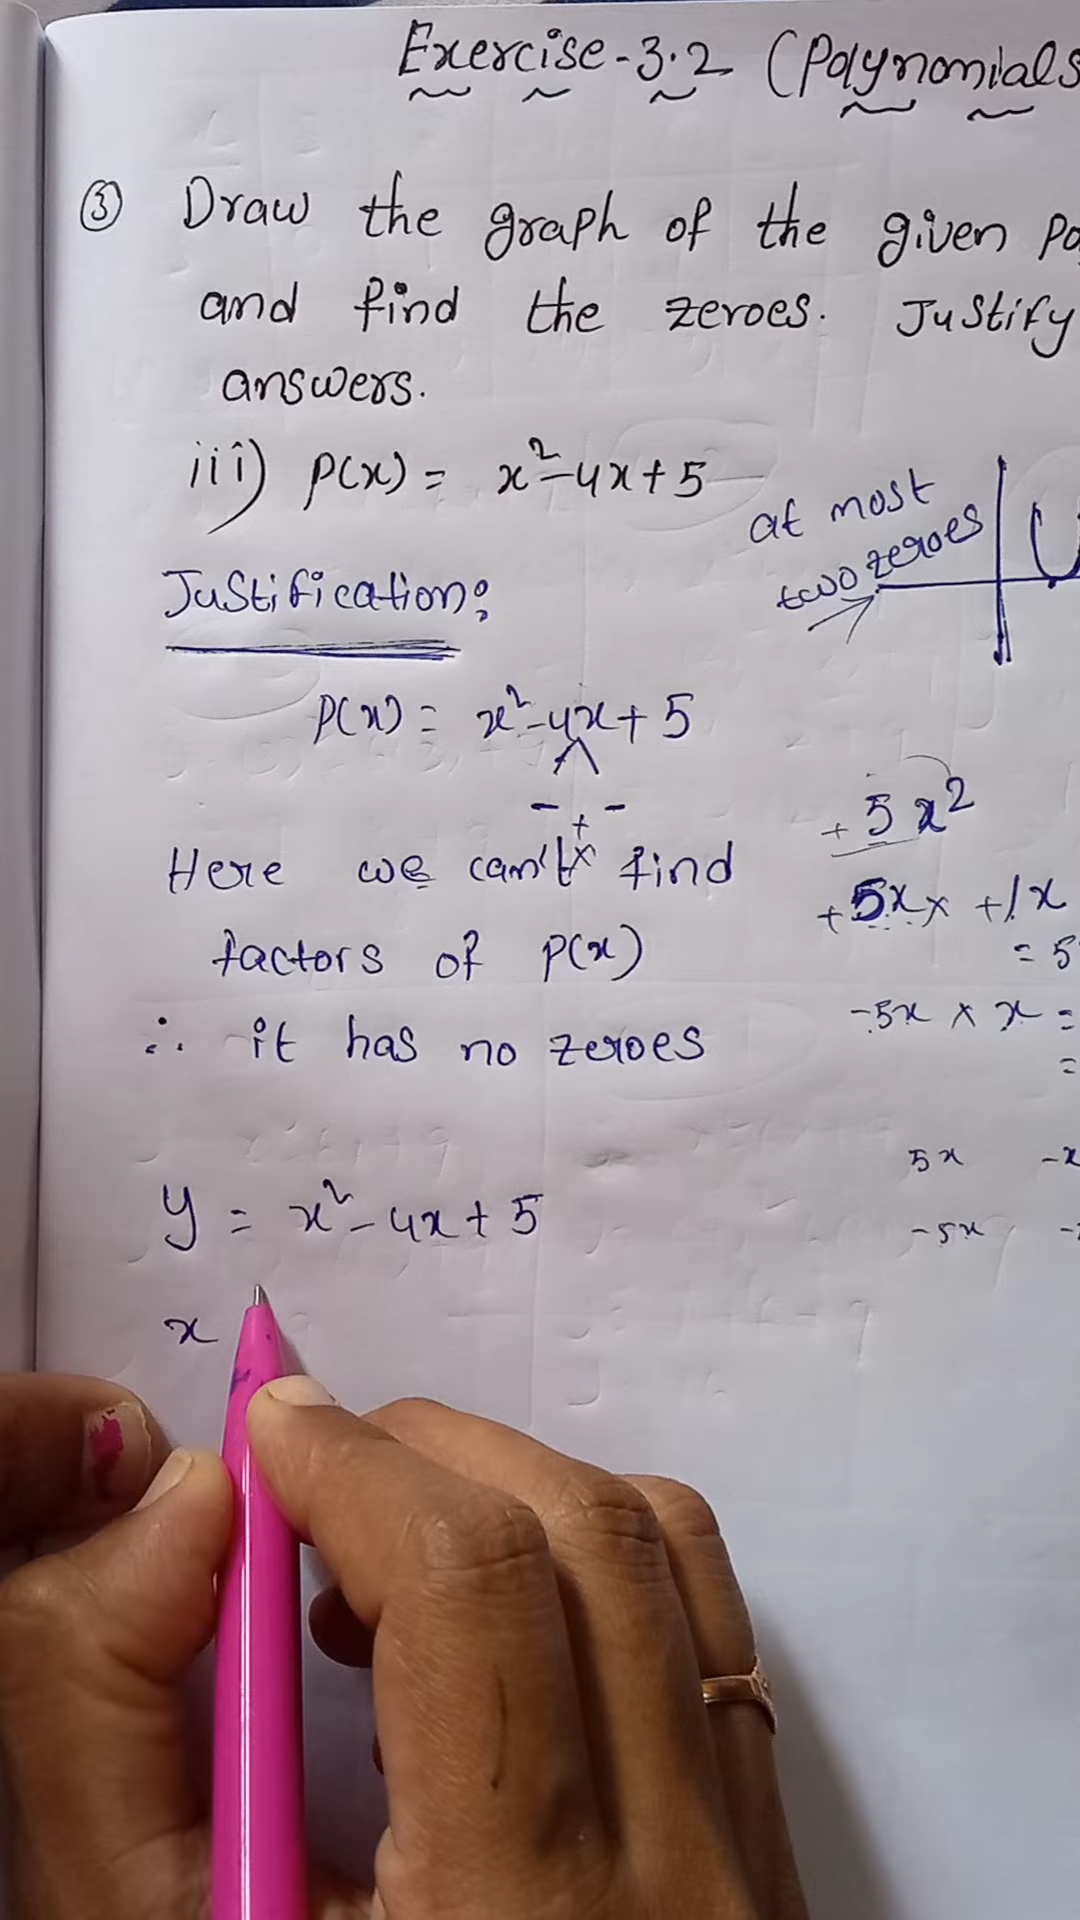 Exercise-3.2 (Polynomials
③ Draw the graph of the given Po
and find the zeroes. Justify
answers.
iii) P(x) = x²-4x+5
at most
two zeroes
Justification:
P(x) = x²-4x+5
- + -
x
+ 5x²
Here we can't find
+5x x +1x
factors of P(x)
= 5
-5x × x =
∴ it has no zeroes
=
5x -x
y = x²-4x+5
-5x -
x